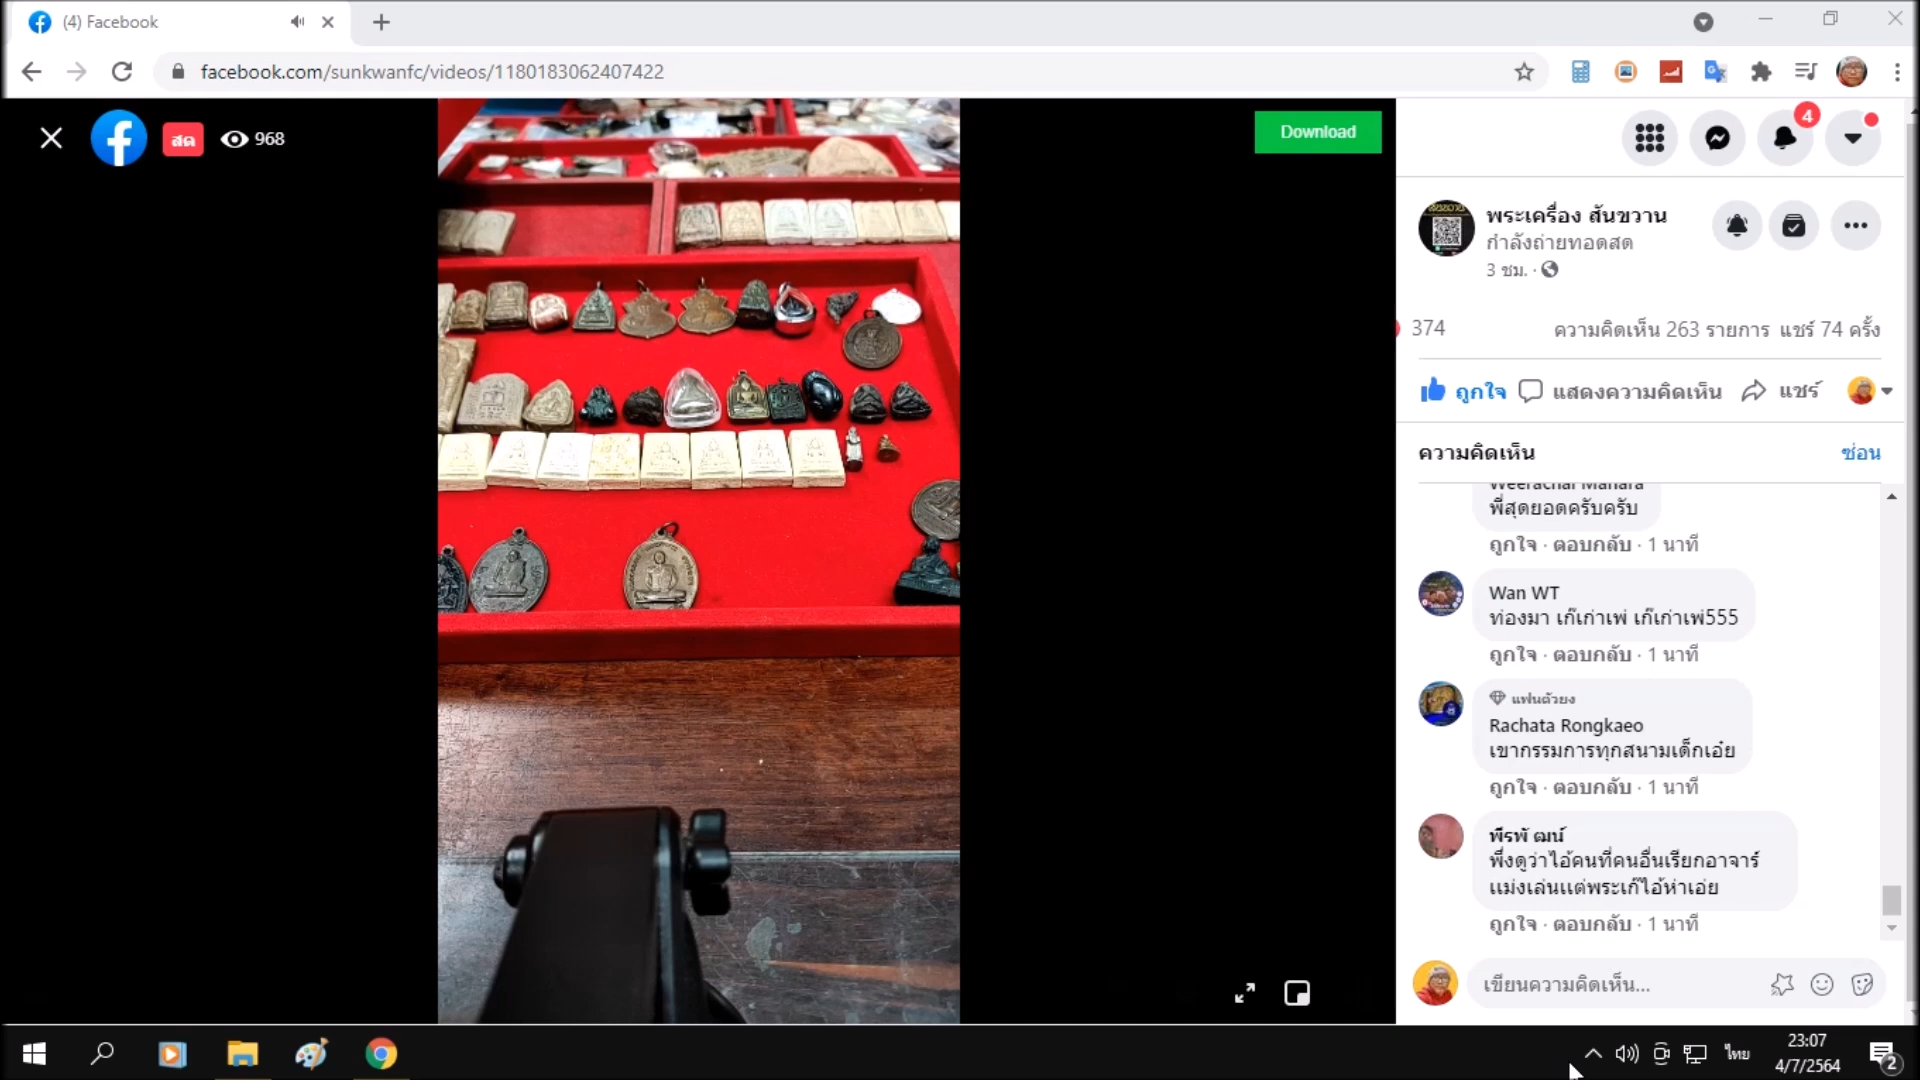 (4) Facebook
facebook.com/sunkwanfc/videos/1180183062407422
สด
968
Download
4
พระเครื่อง สันขวาน
กำลังถ่ายทอดสด
3 ชม. ·
374
ความคิดเห็น 263 รายการ แชร์ 74 ครั้ง
ถูกใจ
แสดงความคิดเห็น
แชร์
ความคิดเห็น
ซ่อน
Weerachai Mahara
พี่สุดยอดครับครับ
ถูกใจ · ตอบกลับ · 1 นาที
Wan WT
ท่องมา เก๊เก่าเพ่ เก๊เก่าเพ่555
ถูกใจ · ตอบกลับ · 1 นาที
แฟนตัวยง
Rachata Rongkaeo
เขากรรมการทุกสนามเด็กเอ๋ย
ถูกใจ · ตอบกลับ · 1 นาที
พีรพั ฒน์
พึ่งดูว่าไอ้คนที่คนอื่นเรียกอาจาร์
แม่งเล่นแต่พระเก๊ไอ้ห่าเอ่ย
ถูกใจ · ตอบกลับ · 1 นาที
เขียนความคิดเห็น...
ไทย
23:07
4/7/2564
2